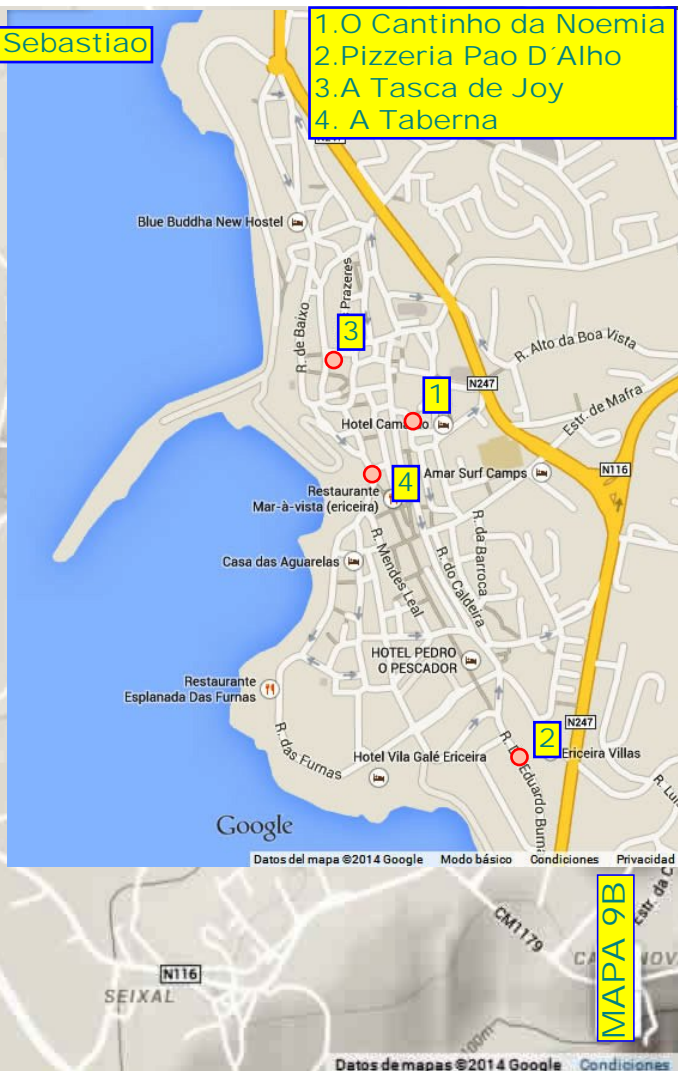 Sebastiao
1.O Cantinho da Noemia
2.Pizzeria Pao D´Alho
3.A Tasca de Joy
4. A Taberna
Blue Buddha New Hostel
Prazeres
R. de Baixo
3
R. Alto da Boa Vista
N247
1
Estr. de Mafra
Hotel
N116
Amar Surf Camps
4
Restaurante
Mar-à-vista (ericeira)
R. da Barroca
R. Mendes Leal
R. do Caldeira
Casa das Aguarelas
HOTEL PEDRO
O PESCADOR
Restaurante
Esplanada Das Furnas
N247
2
R. das Furnas
Hotel Vila Galé Ericeira
Ericeira Villas
Eduardo
Google
Datos del mapa ©2014 Google Modo básico Condiciones Privacidad
MAPA 9B
CM1179
N116
SEIXAL
100m
Datos de mapas ©2014 Google Condiciones